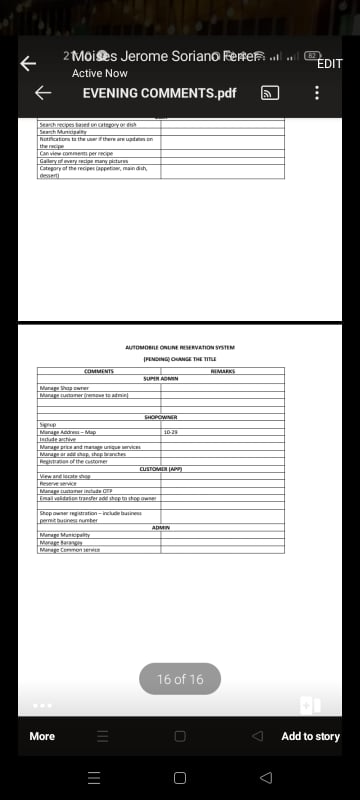 Moises Jerome Soriano Ferrer
82
Active Now
EDIT
EVENING COMMENTS.pdf
Search recipes based on category or dish
Search Municipality
Notifications to the user if there are updates on
the recipe
Can view comments per recipe
Gallery of every recipe many pictures
Category of the recipes (appetizer, main dish,
dessert)
AUTOMOBILE ONLINE RESERVATION SYSTEM
(PENDING) CHANGE THE TITLE
COMMENTS REMARKS
SUPER ADMIN
Manage Shop owner
Manage customer (remove to admin)
SHOPOWNER
Signup
Manage Address – Map 10-29
Include archive
Manage price and manage unique services
Manage or add shop, shop branches
Registration of the customer
CUSTOMER (APP)
View and locate shop
Reserve service
Manage customer include OTP
Email validation transfer add shop to shop owner
Shop owner registration – include business
permit business number
ADMIN
Manage Municipality
Manage Barangay
Manage Common service
16 of 16
More
Add to story